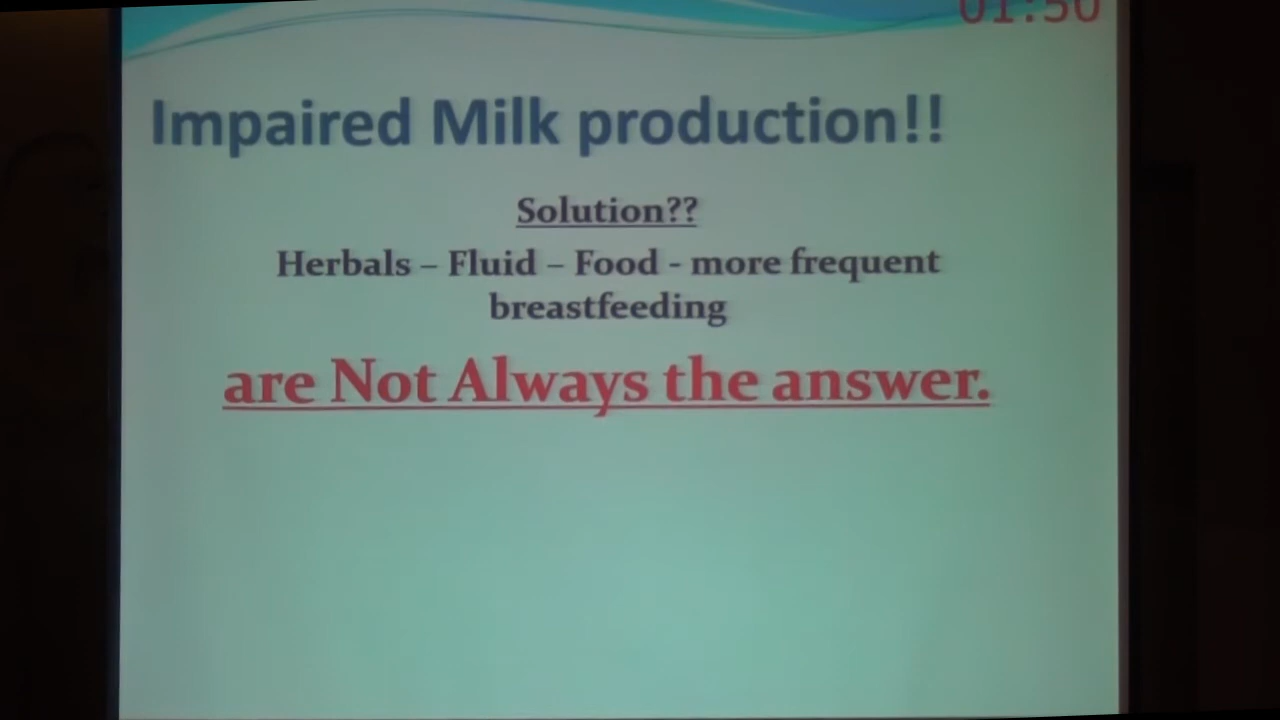 01:50
Impaired Milk production!!
Solution??
Herbals – Fluid – Food - more frequent
breastfeeding
are Not Always the answer.